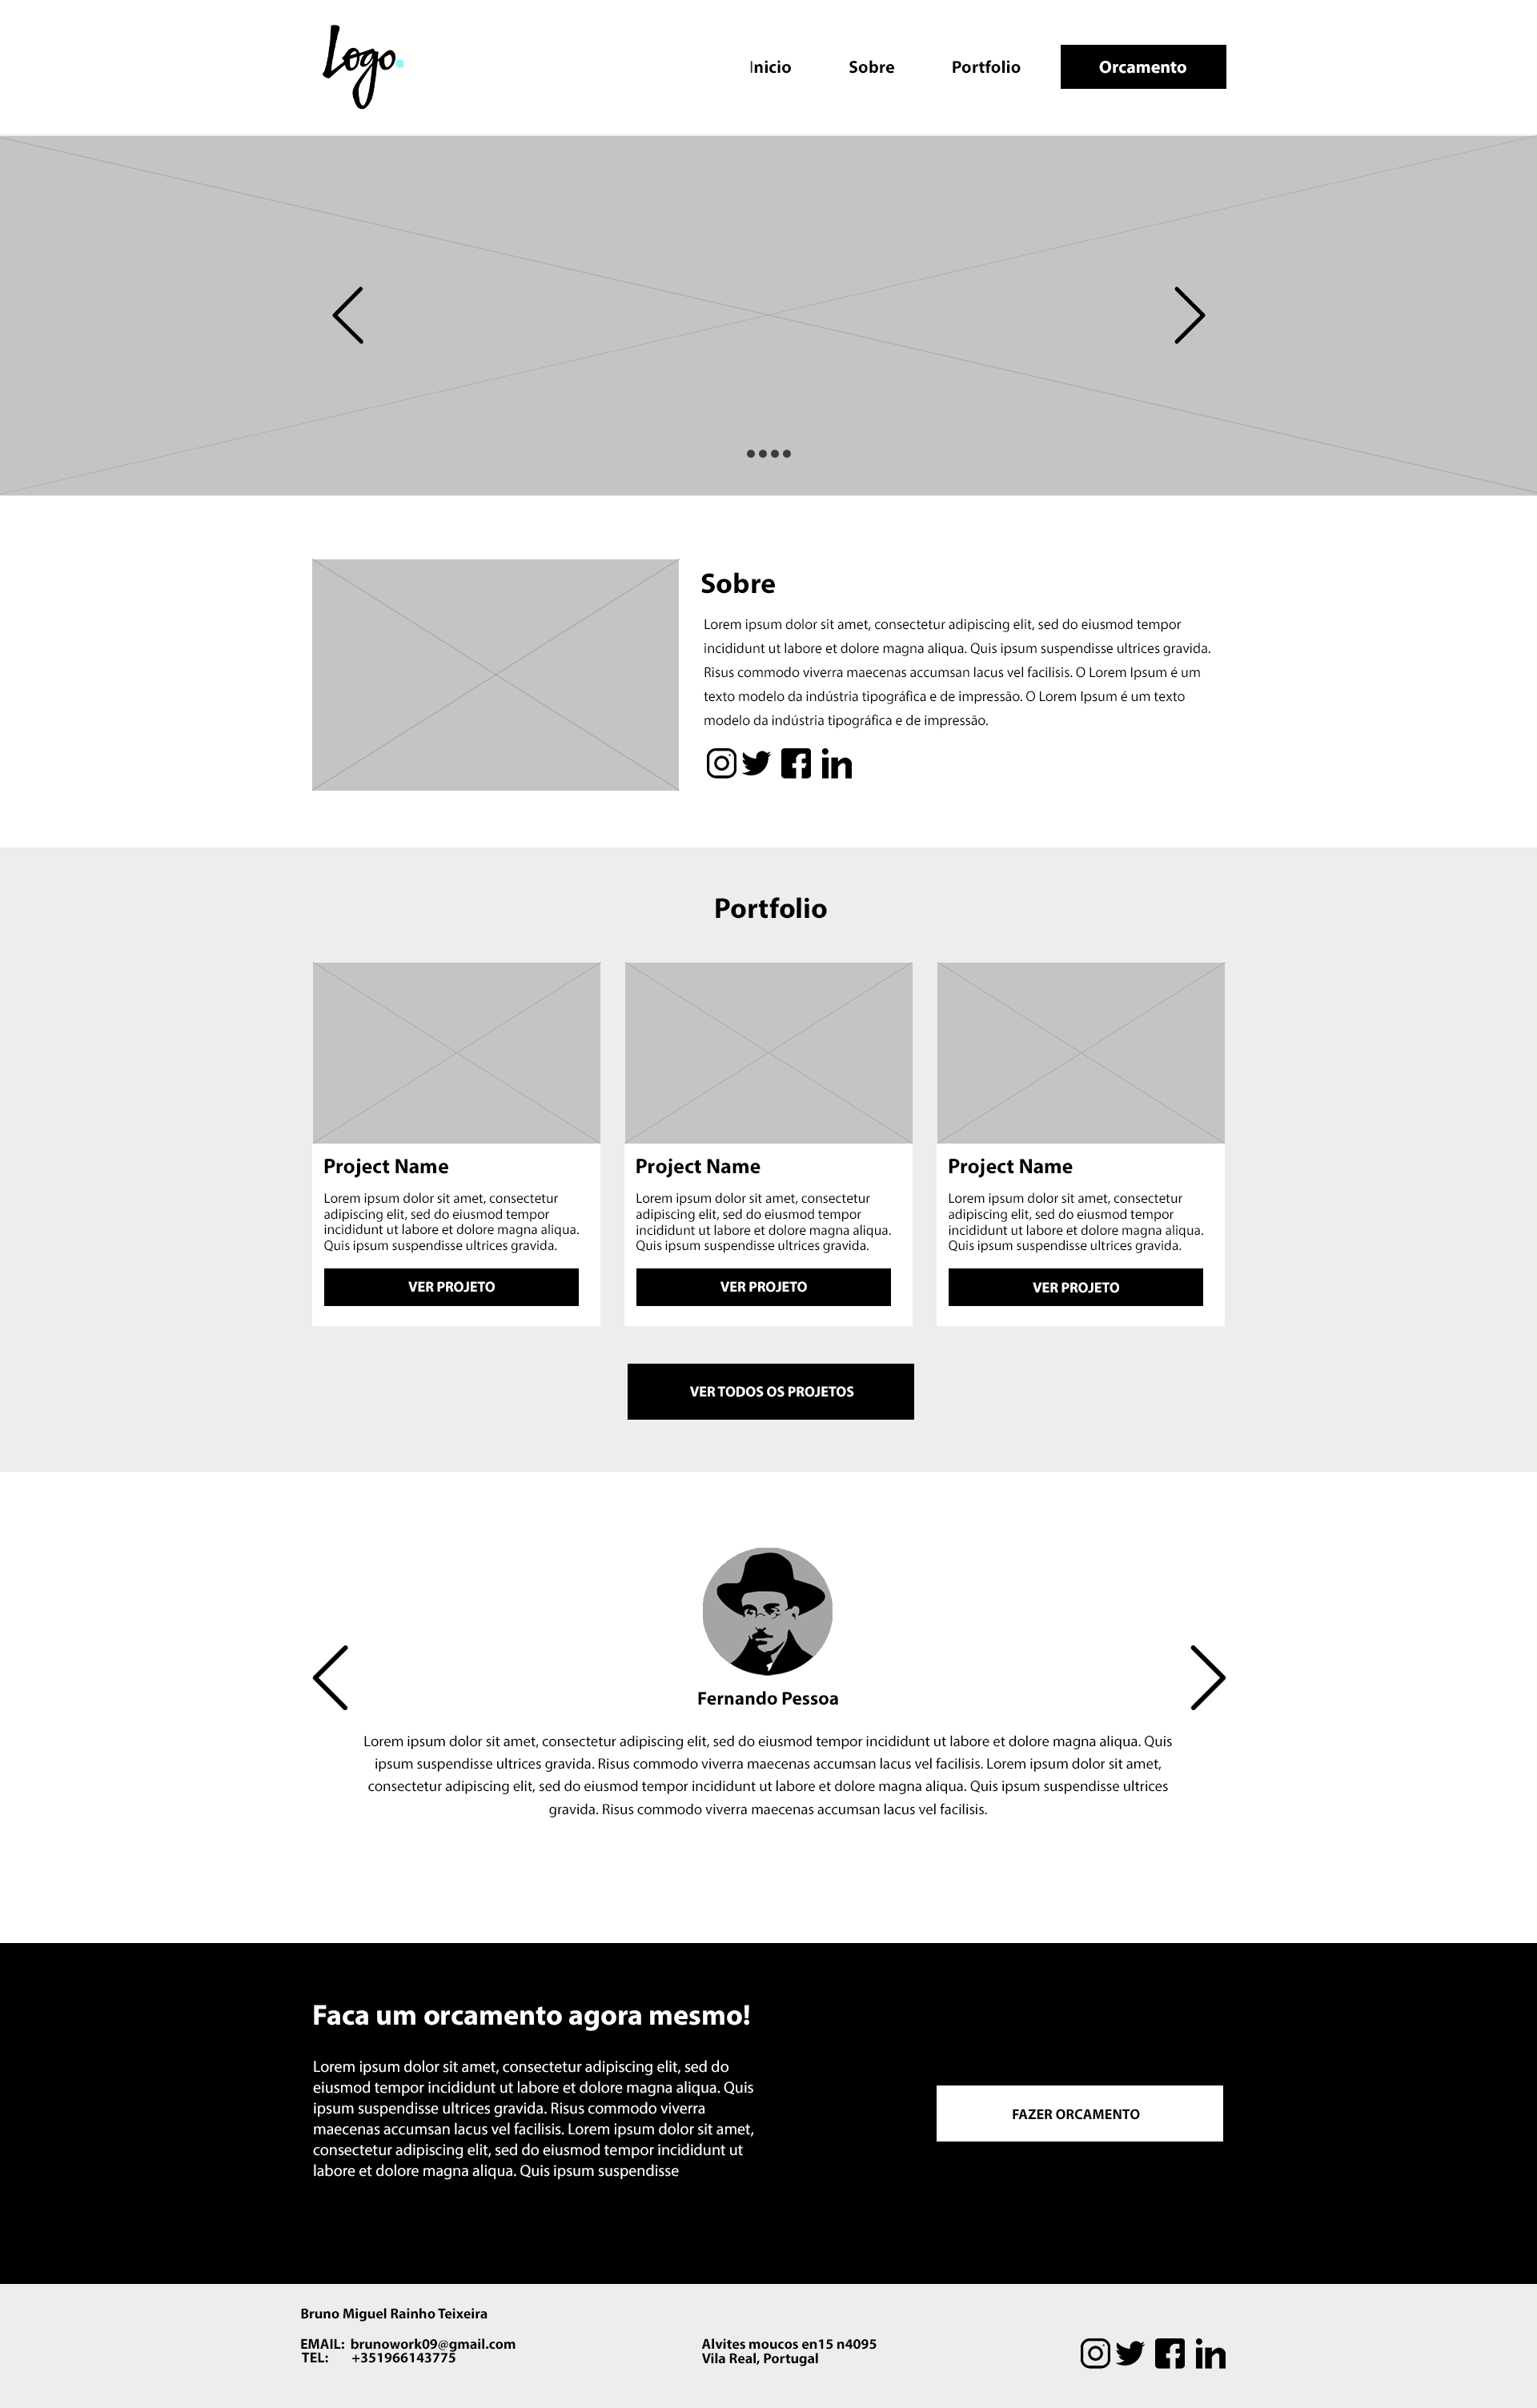 Logo.
Inicio Sobre Portfolio Orcamento
Sobre
Lorem ipsum dolor sit amet, consectetur adipiscing elit, sed do eiusmod tempor
incididunt ut labore et dolore magna aliqua. Quis ipsum suspendisse ultrices gravida.
Risus commodo viverra maecenas accumsan lacus vel facilisis. O Lorem Ipsum é um
texto modelo da indústria tipográfica e de impressão. O Lorem Ipsum é um texto
modelo da indústria tipográfica e de impressão.
Portfolio
Project Name
Lorem ipsum dolor sit amet, consectetur
adipiscing elit, sed do eiusmod tempor
incididunt ut labore et dolore magna aliqua.
Quis ipsum suspendisse ultrices gravida.
VER PROJETO
Project Name
Lorem ipsum dolor sit amet, consectetur
adipiscing elit, sed do eiusmod tempor
incididunt ut labore et dolore magna aliqua.
Quis ipsum suspendisse ultrices gravida.
VER PROJETO
Project Name
Lorem ipsum dolor sit amet, consectetur
adipiscing elit, sed do eiusmod tempor
incididunt ut labore et dolore magna aliqua.
Quis ipsum suspendisse ultrices gravida.
VER PROJETO
VER TODOS OS PROJETOS
Fernando Pessoa
Lorem ipsum dolor sit amet, consectetur adipiscing elit, sed do eiusmod tempor incididunt ut labore et dolore magna aliqua. Quis
ipsum suspendisse ultrices gravida. Risus commodo viverra maecenas accumsan lacus vel facilisis. Lorem ipsum dolor sit amet,
consectetur adipiscing elit, sed do eiusmod tempor incididunt ut labore et dolore magna aliqua. Quis ipsum suspendisse ultrices
gravida. Risus commodo viverra maecenas accumsan lacus vel facilisis.
Faca um orcamento agora mesmo!
Lorem ipsum dolor sit amet, consectetur adipiscing elit, sed do
eiusmod tempor incididunt ut labore et dolore magna aliqua. Quis
ipsum suspendisse ultrices gravida. Risus commodo viverra
maecenas accumsan lacus vel facilisis. Lorem ipsum dolor sit amet,
consectetur adipiscing elit, sed do eiusmod tempor incididunt ut
labore et dolore magna aliqua. Quis ipsum suspendisse
FAZER ORCAMENTO
Bruno Miguel Rainho Teixeira
EMAIL: brunowork09@gmail.com
TEL: +351966143775
Alvites moucos en15 n4095
Vila Real, Portugal